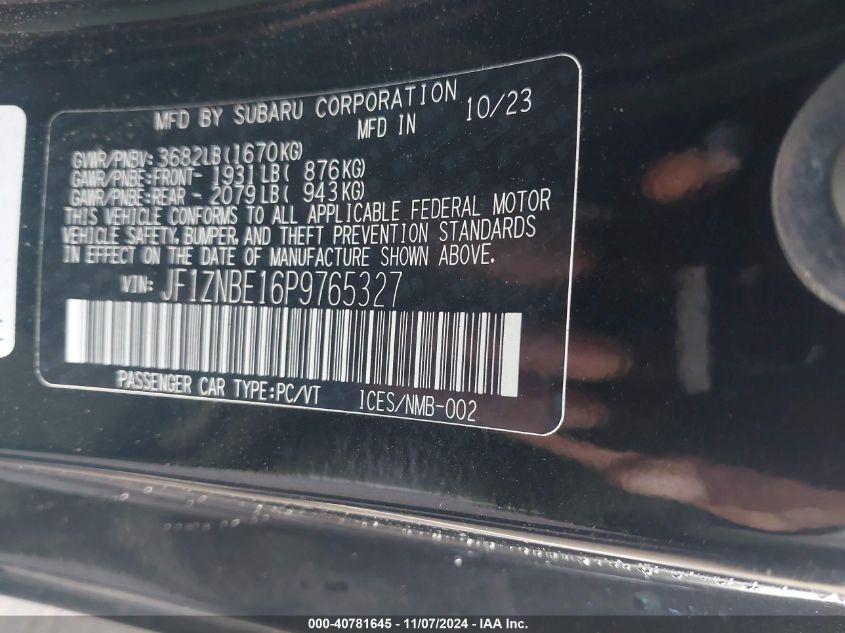 MFD BY SUBARU CORPORATION
MFD IN 10/23
GVWR/PNBV: 3682LB(1670KG)
GAWR/PNBE:FRONT- 1931LB( 876KG)
GAWR/PNBE:REAR - 2079LB( 943KG)
THIS VEHICLE CONFORMS TO ALL APPLICABLE FEDERAL MOTOR
VEHICLE SAFETY, BUMPER, AND THEFT PREVENTION STANDARDS
IN EFFECT ON THE DATE OF MANUFACTURE SHOWN ABOVE.
VIN: JF1ZNBE16P9765327
PASSENGER CAR TYPE:PC/VT ICES/NMB-002
000-40781645 - 11/07/2024 - IAA Inc.